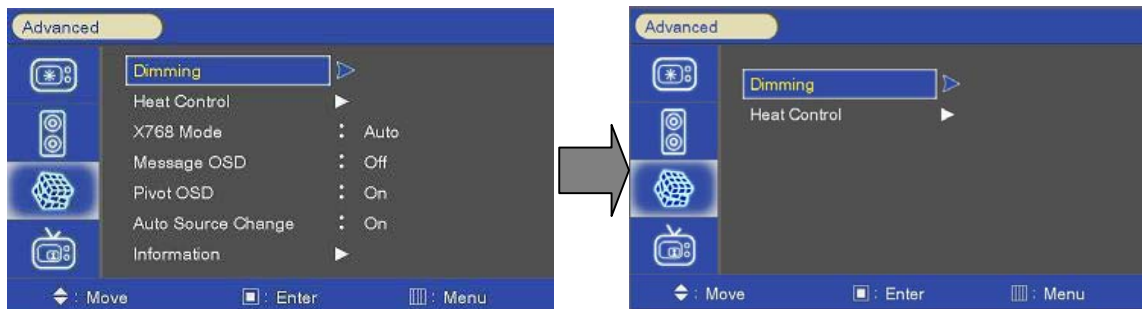 Advanced
Dimming
Heat Control
X768 Mode : Auto
Message OSD : Off
Pivot OSD : On
Auto Source Change : On
Information
: Move : Enter : Menu
Advanced
Dimming
Heat Control
: Move : Enter : Menu